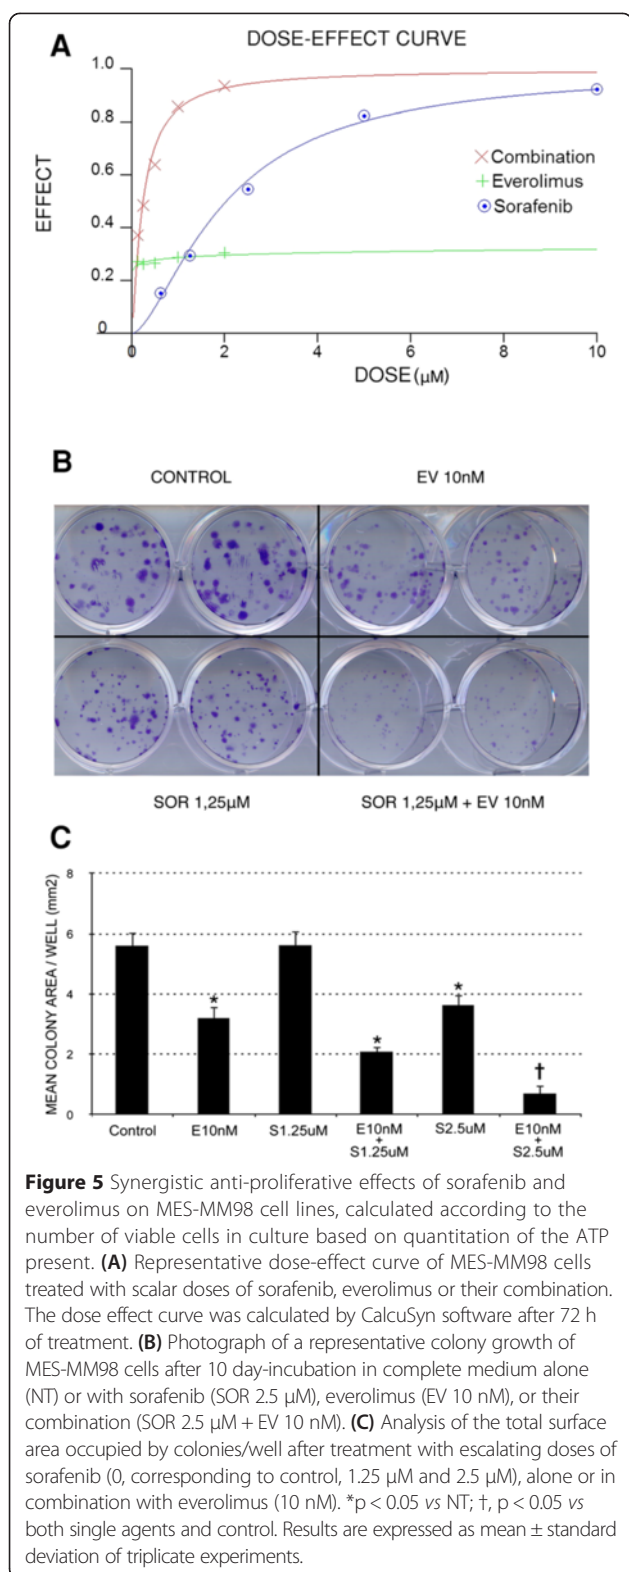 A
DOSE-EFFECT CURVE
1.0
0.8
0.6
0.4
0.2
0
EFFECT
Combination
Everolimus
Sorafenib
0 2 4 6 8 10
DOSE (µM)
B
CONTROL EV 10nM
SOR 1,25µM SOR 1,25µM + EV 10nM
C
MEAN COLONY AREA / WELL (mm2)
8
6
4
2
0
* * * †
Control E10nM S1.25uM E10nM + S1.25uM S2.5uM E10nM + S2.5uM
Figure 5 Synergistic anti-proliferative effects of sorafenib and
everolimus on MES-MM98 cell lines, calculated according to the
number of viable cells in culture based on quantitation of the ATP
present. (A) Representative dose-effect curve of MES-MM98 cells
treated with scalar doses of sorafenib, everolimus or their combination.
The dose effect curve was calculated by CalcuSyn software after 72 h
of treatment. (B) Photograph of a representative colony growth of
MES-MM98 cells after 10 day-incubation in complete medium alone
(NT) or with sorafenib (SOR 2.5 µM), everolimus (EV 10 nM), or their
combination (SOR 2.5 µM + EV 10 nM). (C) Analysis of the total surface
area occupied by colonies/well after treatment with escalating doses of
sorafenib (0, corresponding to control, 1.25 µM and 2.5 µM), alone or in
combination with everolimus (10 nM). *p < 0.05 vs NT; †, p < 0.05 vs
both single agents and control. Results are expressed as mean ± standard
deviation of triplicate experiments.